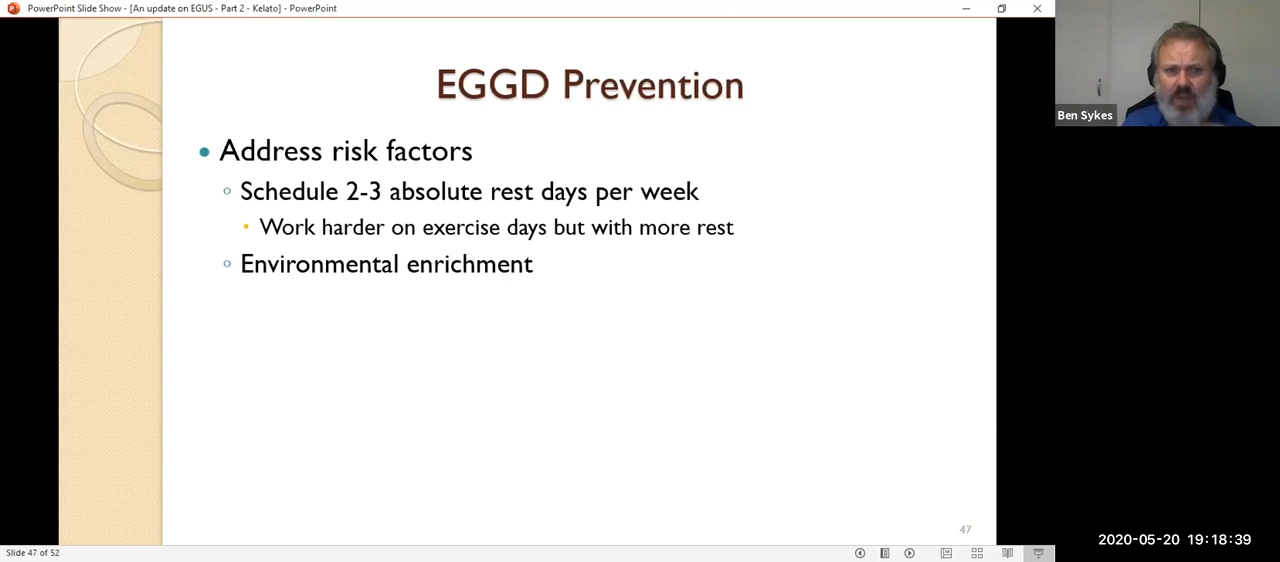 PowerPoint Slide Show - [An update on EGUS - Part 2 - Kelato] - PowerPoint
Ben Sykes
EGGD Prevention
Address risk factors
Schedule 2-3 absolute rest days per week
Work harder on exercise days but with more rest
Environmental enrichment
47
2020-05-20 19:18:39
Slide 47 of 52